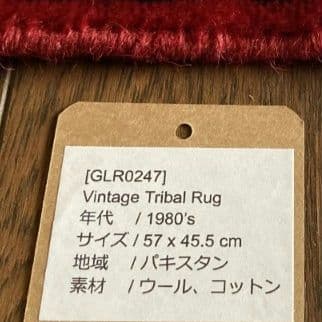 [GLR0247]
Vintage Tribal Rug
年代 / 1980's
サイズ / 57 x 45.5 cm
地域 / パキスタン
素材 / ウール、コットン